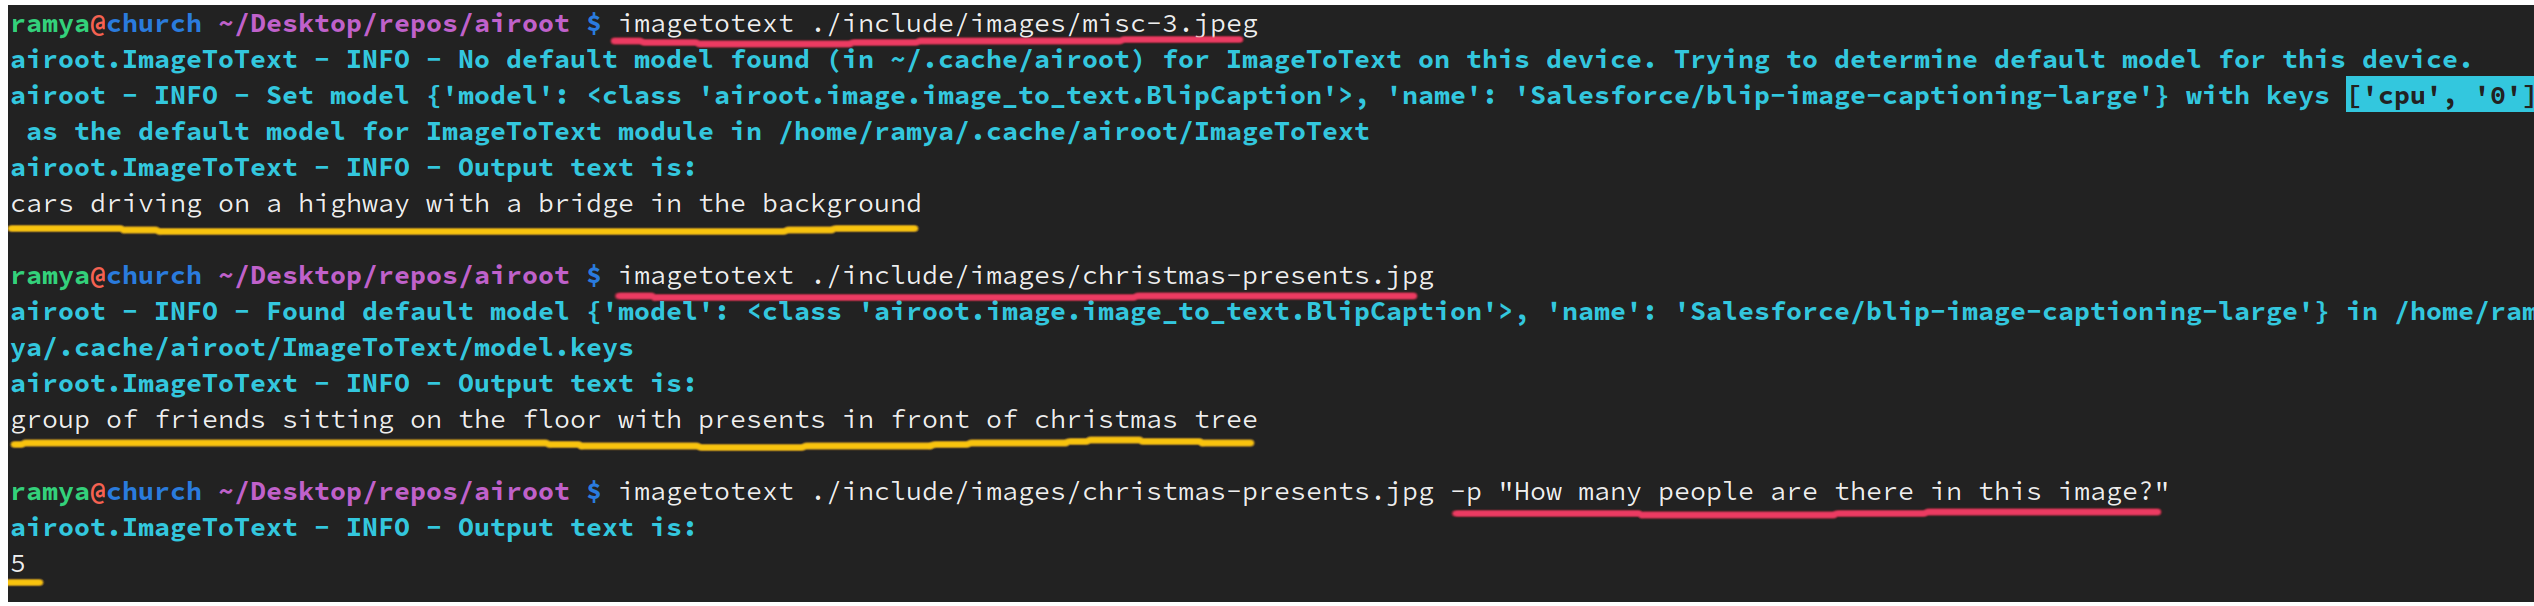 ramya@church ~/Desktop/repos/airoot $ imagetotext ./include/images/misc-3.jpeg
airoot.ImageToText - INFO - No default model found (in ~/.cache/airoot) for ImageToText on this device. Trying to determine default model for this device.
airoot - INFO - Set model {'model': <class 'airoot.image.image_to_text.BlipCaption'>, 'name': 'Salesforce/blip-image-captioning-large'} with keys ['cpu', '0']
 as the default model for ImageToText module in /home/ramya/.cache/airoot/ImageToText
airoot.ImageToText - INFO - Output text is:
cars driving on a highway with a bridge in the background
ramya@church ~/Desktop/repos/airoot $ imagetotext ./include/images/christmas-presents.jpg
airoot - INFO - Found default model {'model': <class 'airoot.image.image_to_text.BlipCaption'>, 'name': 'Salesforce/blip-image-captioning-large'} in /home/ram
ya/.cache/airoot/ImageToText/model.keys
airoot.ImageToText - INFO - Output text is:
group of friends sitting on the floor with presents in front of christmas tree
ramya@church ~/Desktop/repos/airoot $ imagetotext ./include/images/christmas-presents.jpg -p "How many people are there in this image?"
airoot.ImageToText - INFO - Output text is:
5